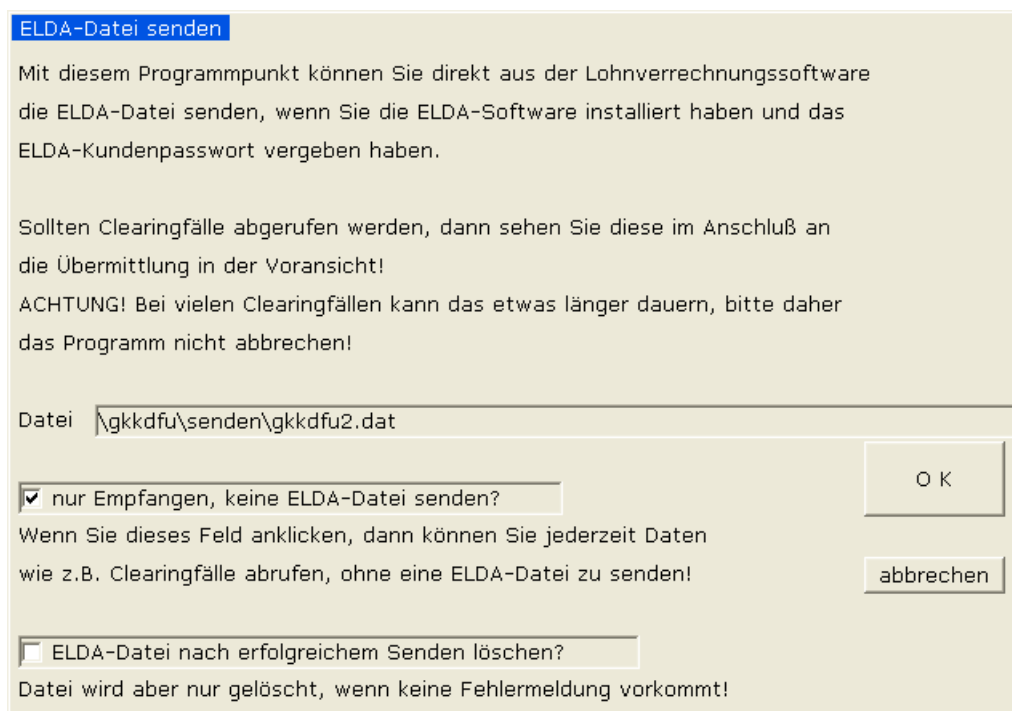 ELDA-Datei senden
Mit diesem Programmpunkt können Sie direkt aus der Lohnverrechnungssoftware
die ELDA-Datei senden, wenn Sie die ELDA-Software installiert haben und das
ELDA-Kundenpasswort vergeben haben.
Sollten Clearingfälle abgerufen werden, dann sehen Sie diese im Anschluß an
die Übermittlung in der Voransicht!
ACHTUNG! Bei vielen Clearingfällen kann das etwas länger dauern, bitte daher
das Programm nicht abbrechen!
Datei \gkkdfu\senden\gkkdfu2.dat
O K
nur Empfangen, keine ELDA-Datei senden?
Wenn Sie dieses Feld anklicken, dann können Sie jederzeit Daten
wie z.B. Clearingfälle abrufen, ohne eine ELDA-Datei zu senden!
abbrechen
ELDA-Datei nach erfolgreichem Senden löschen?
Datei wird aber nur gelöscht, wenn keine Fehlermeldung vorkommt!